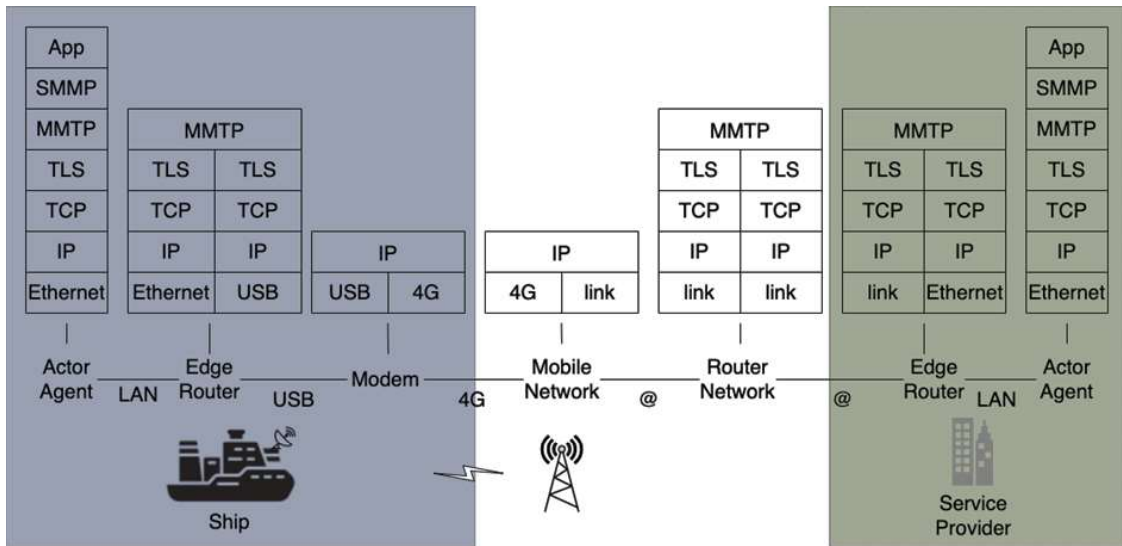 App
App
SMMP
SMMP
MMTP
MMTP
MMTP
MMTP
MMTP
TLS
TLS
TLS
TLS
TLS
TLS
TLS
TLS
TCP
TCP
TCP
TCP
TCP
TCP
TCP
TCP
IP
IP
IP
IP
IP
IP
IP
IP
IP
IP
Ethernet
Ethernet
USB
USB
4G
4G
link
link
link
link
Ethernet
Ethernet
Actor
Agent
LAN
Edge
Router
USB
Modem
4G
Mobile
Network
@
Router
Network
@
Edge
Router
LAN
Actor
Agent
Ship
Service
Provider